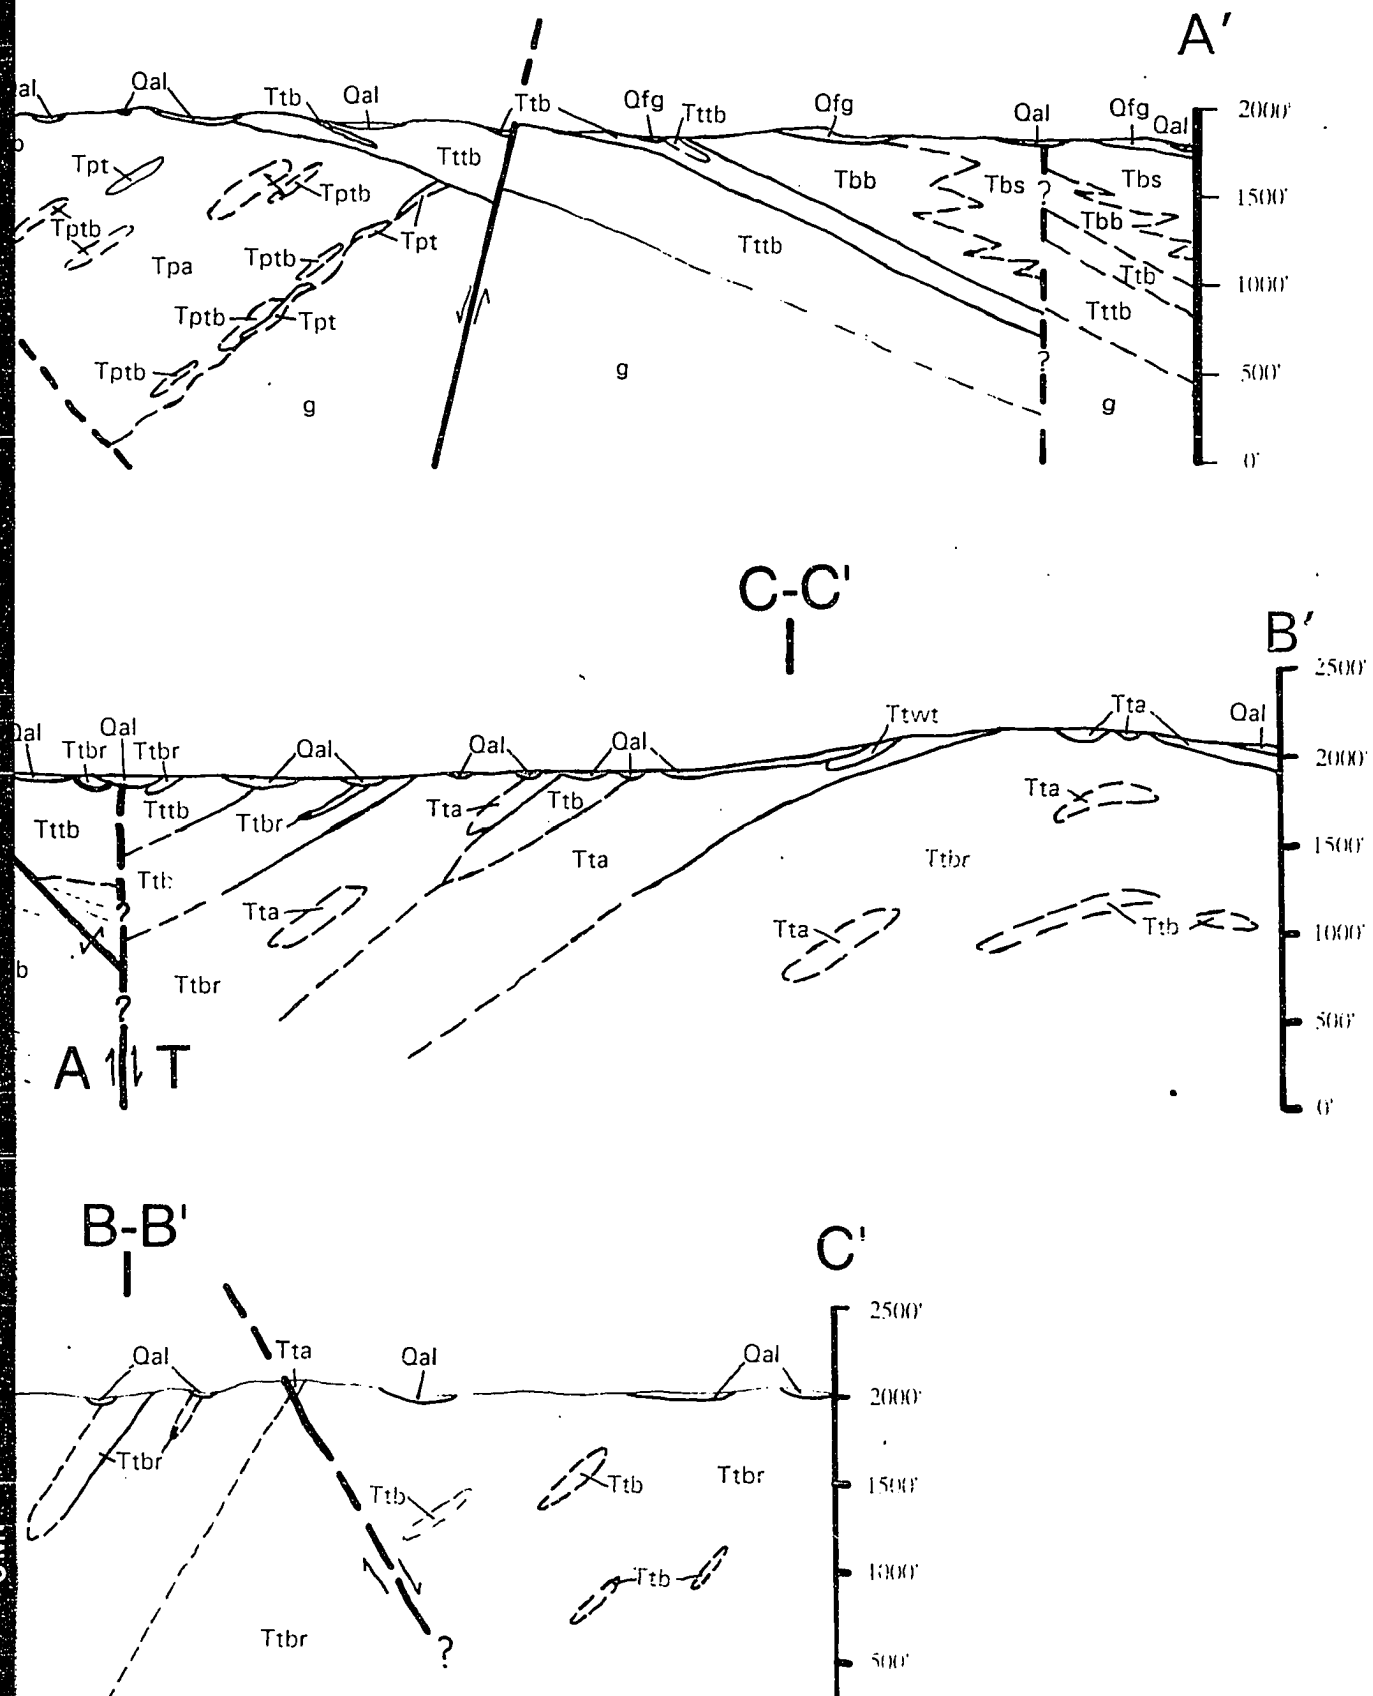 A'
2000'
al
Qal
Ttb
Qal
Ttb
Qfg
Tttb
Qfg
Qal
Qfg
Qal
b
Tpt
Tptb
Tttb
Tbb
Tbs
?
Tbs
1500'
Tptb
Tpt
Tttb
Tbb
Tpa
Tptb
Ttb
1000'
Tptb
Tpt
Tttb
Tptb
g
g
?
g
500'
0'
C-C'
B'
2500'
Qal
Ttbr
Qal
Ttbr
Qal
Qal
Qal
Ttwt
Tta
Qal
2000'
Tttb
Tttb
Ttbr
Tta
Ttb
Tta
Tta
Ttbr
1500'
Ttb
?
Tta
Tta
Ttb
1000'
b
Ttbr
?
500'
A
T
0'
B-B'
C'
2500'
Qal
Tta
Qal
Qal
2000'
Ttbr
Ttb
Ttb
Ttbr
1500'
Ttb
1000'
Ttbr
?
500'